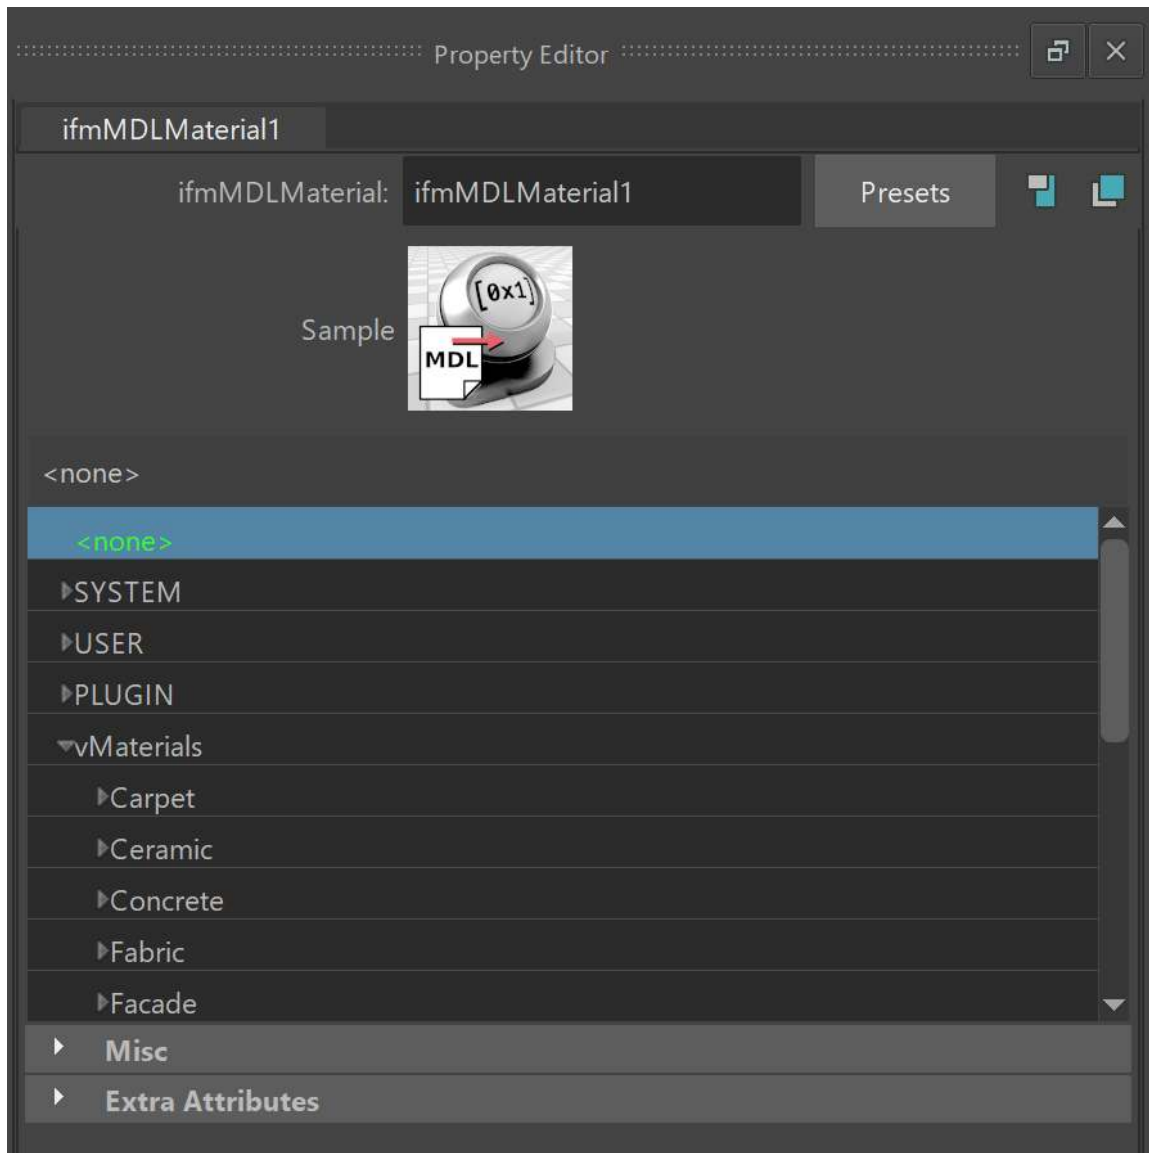 Property Editor
ifmMDLMaterial1
ifmMDLMaterial: ifmMDLMaterial1 Presets
[0x1]
Sample
MDL
<none>
<none>
SYSTEM
USER
PLUGIN
vMaterials
Carpet
Ceramic
Concrete
Fabric
Facade
Misc
Extra Attributes